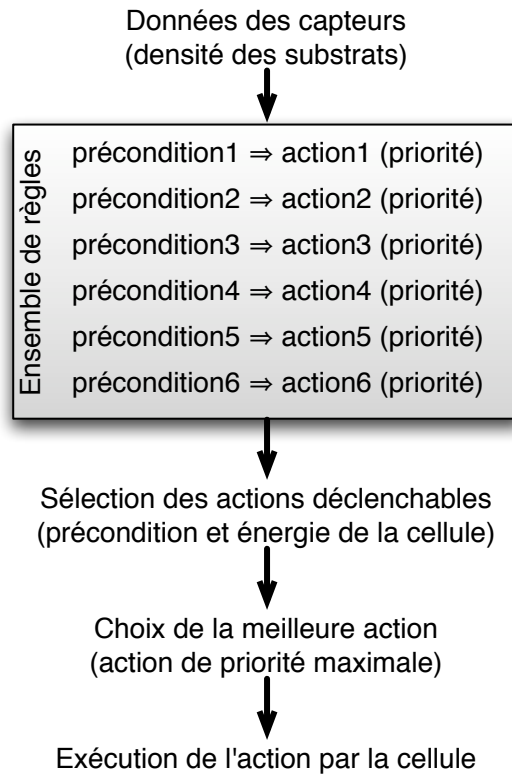 Données des capteurs
(densité des substrats)
Ensemble de règles
précondition1 ⇒ action1 (priorité)
précondition2 ⇒ action2 (priorité)
précondition3 ⇒ action3 (priorité)
précondition4 ⇒ action4 (priorité)
précondition5 ⇒ action5 (priorité)
précondition6 ⇒ action6 (priorité)
Sélection des actions déclenchables
(précondition et énergie de la cellule)
Choix de la meilleure action
(action de priorité maximale)
Exécution de l'action par la cellule